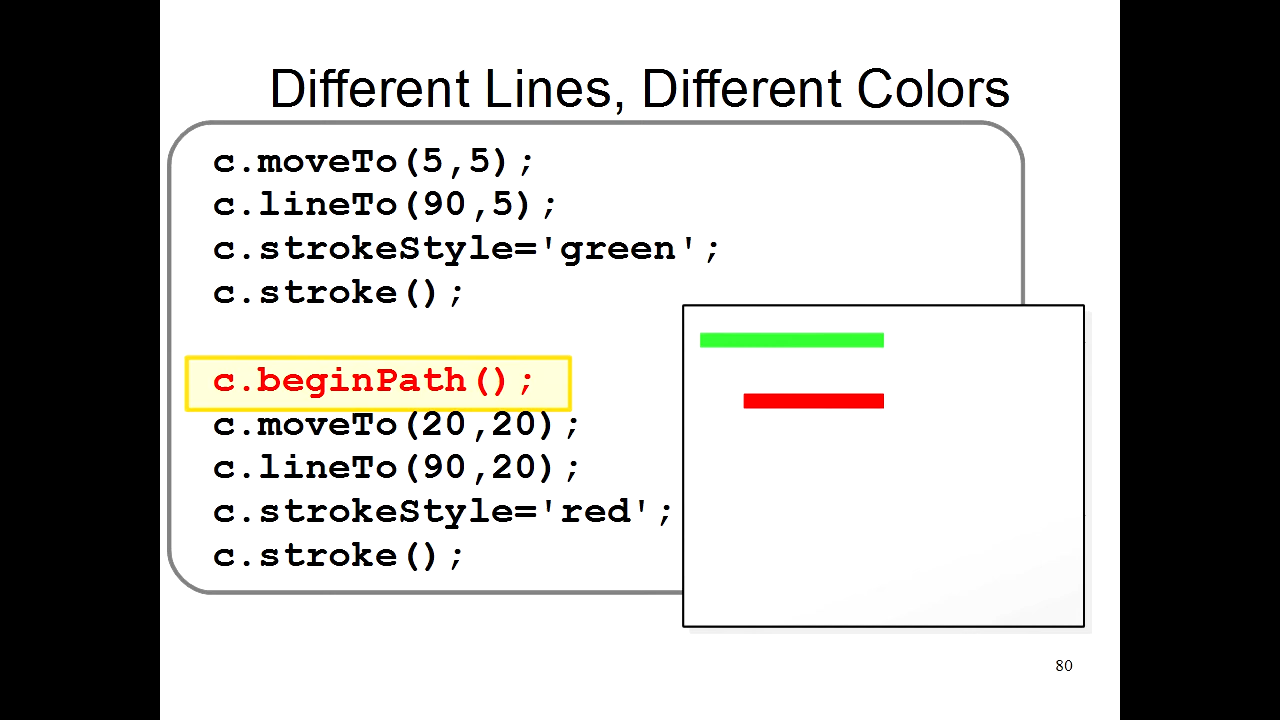 Different Lines, Different Colors
c.moveTo(5,5);
c.lineTo(90,5);
c.strokeStyle='green';
c.stroke();
c.beginPath();
c.moveTo(20,20);
c.lineTo(90,20);
c.strokeStyle='red';
c.stroke();
80